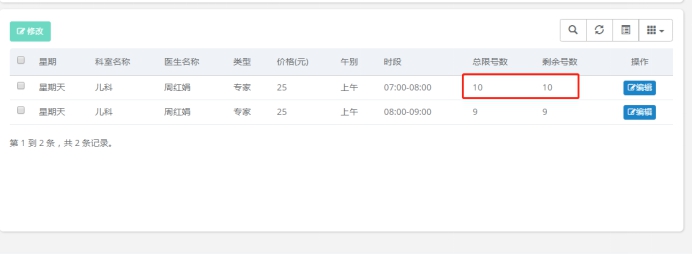 修改
星期 科室名称 医生名称 类型 价格(元) 午别 时段 总限号数 剩余号数 操作
星期天 儿科 周红娟 专家 25 上午 07:00-08:00 10 10 编辑
星期天 儿科 周红娟 专家 25 上午 08:00-09:00 9 9 编辑
第 1 到 2 条，共 2 条记录。